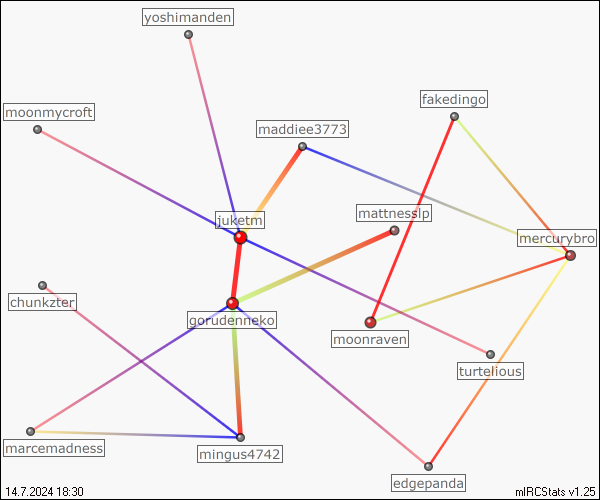 yoshimanden
moonmycroft
fakedingo
maddiee3773
juketm
mattnesslp
mercurybro
chunkzter
gorudenneko
moonraven
turtelious
marcemadness
mingus4742
edgepanda
14.7.2024 18:30
mIRCStats v1.25